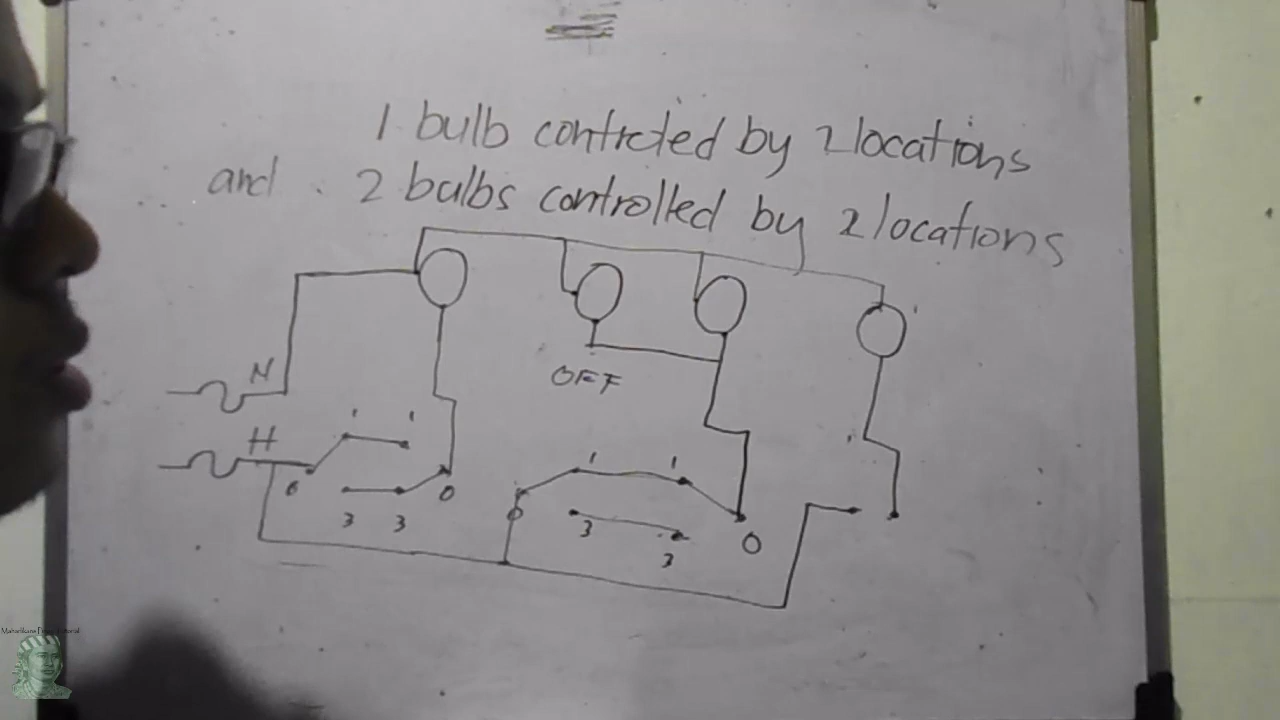 1 bulb contrcted by 2 locations
and . 2 bulbs controlled by 2 locations
N
OFF
H
1 1
0 0
3 3
1 1
0 0
3 3